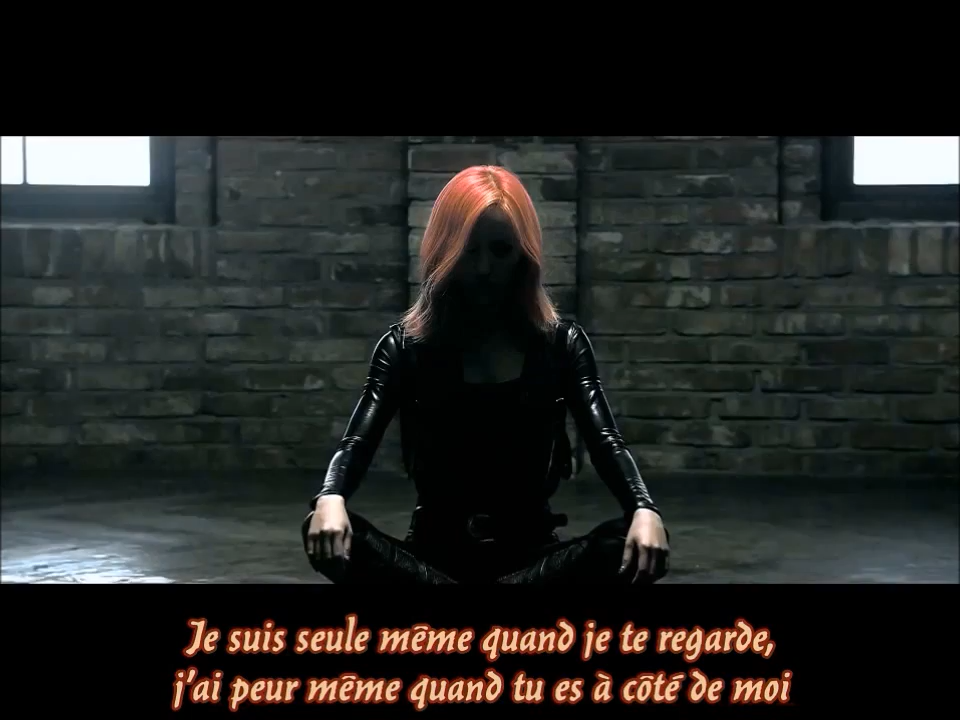 Je suis seule même quand je te regarde,
j'ai peur même quand tu es à côté de moi